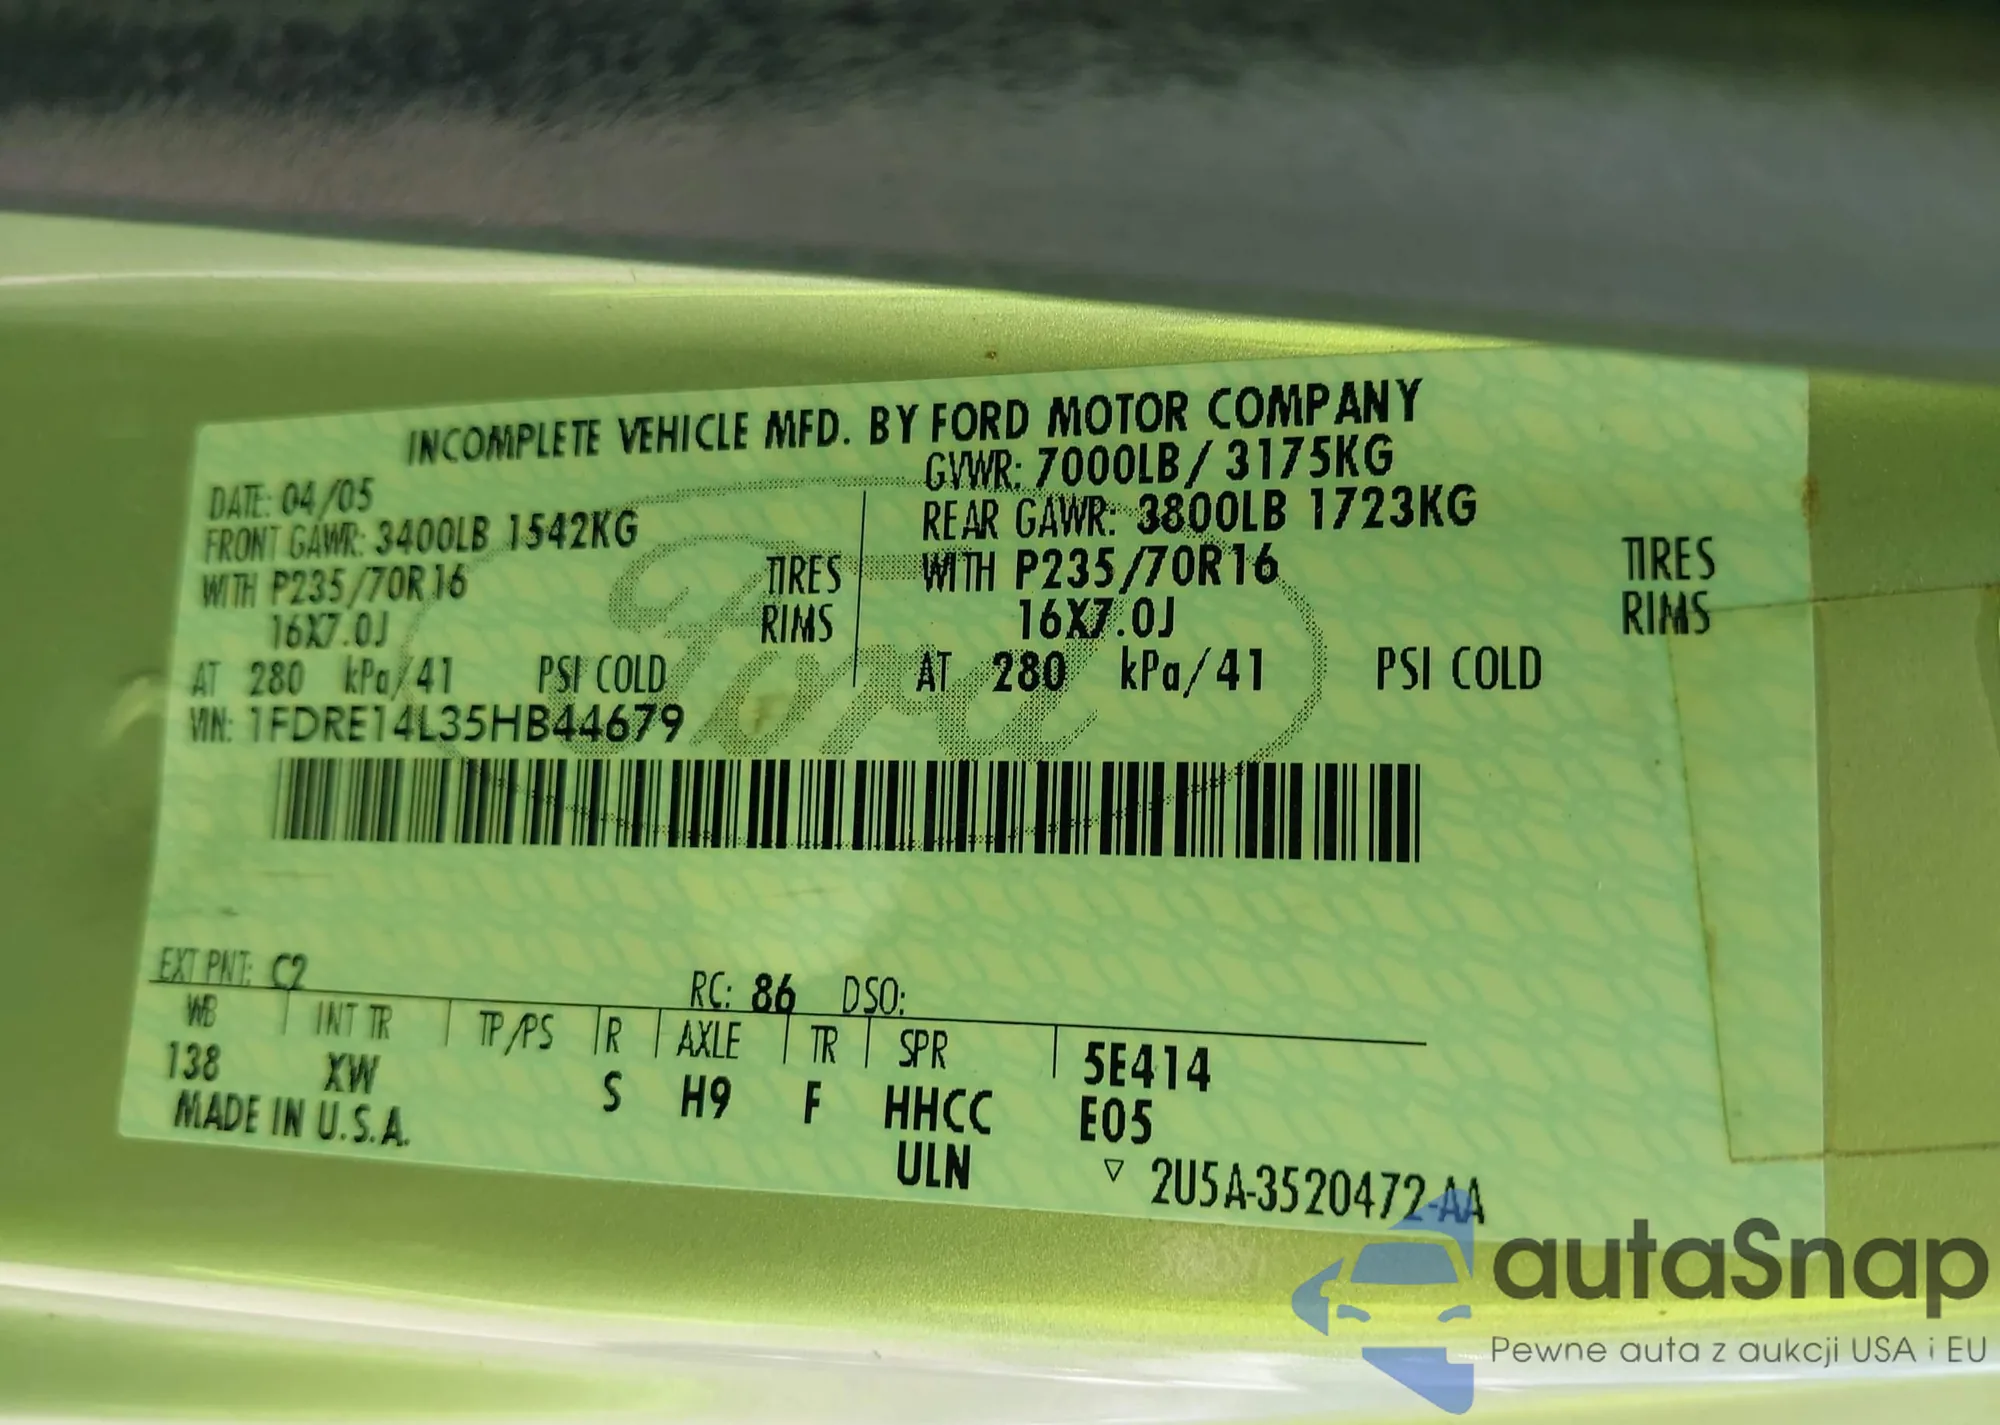 INCOMPLETE VEHICLE MFD. BY FORD MOTOR COMPANY
DATE: 04/05
GVWR: 7000LB/ 3175KG
FRONT GAWR: 3400LB 1542KG
REAR GAWR: 3800LB 1723KG
WITH P235/70R16 TIRES
WITH P235/70R16 TIRES
16X7.0J RIMS
16X7.0J RIMS
AT 280 kPa/41 PSI COLD
AT 280 kPa/41 PSI COLD
VIN: 1FDRE14L35HB44679
Ford
EXT PNT: C2 RC: 86 DSO:
WB INT TR TP/PS R AXLE TR SPR
138 XW S H9 F HHCC 5E414
MADE IN U.S.A. ULN E05
▽ 2U5A-3520472-AA
autaSnap
Pewne auta z aukcji USA i EU